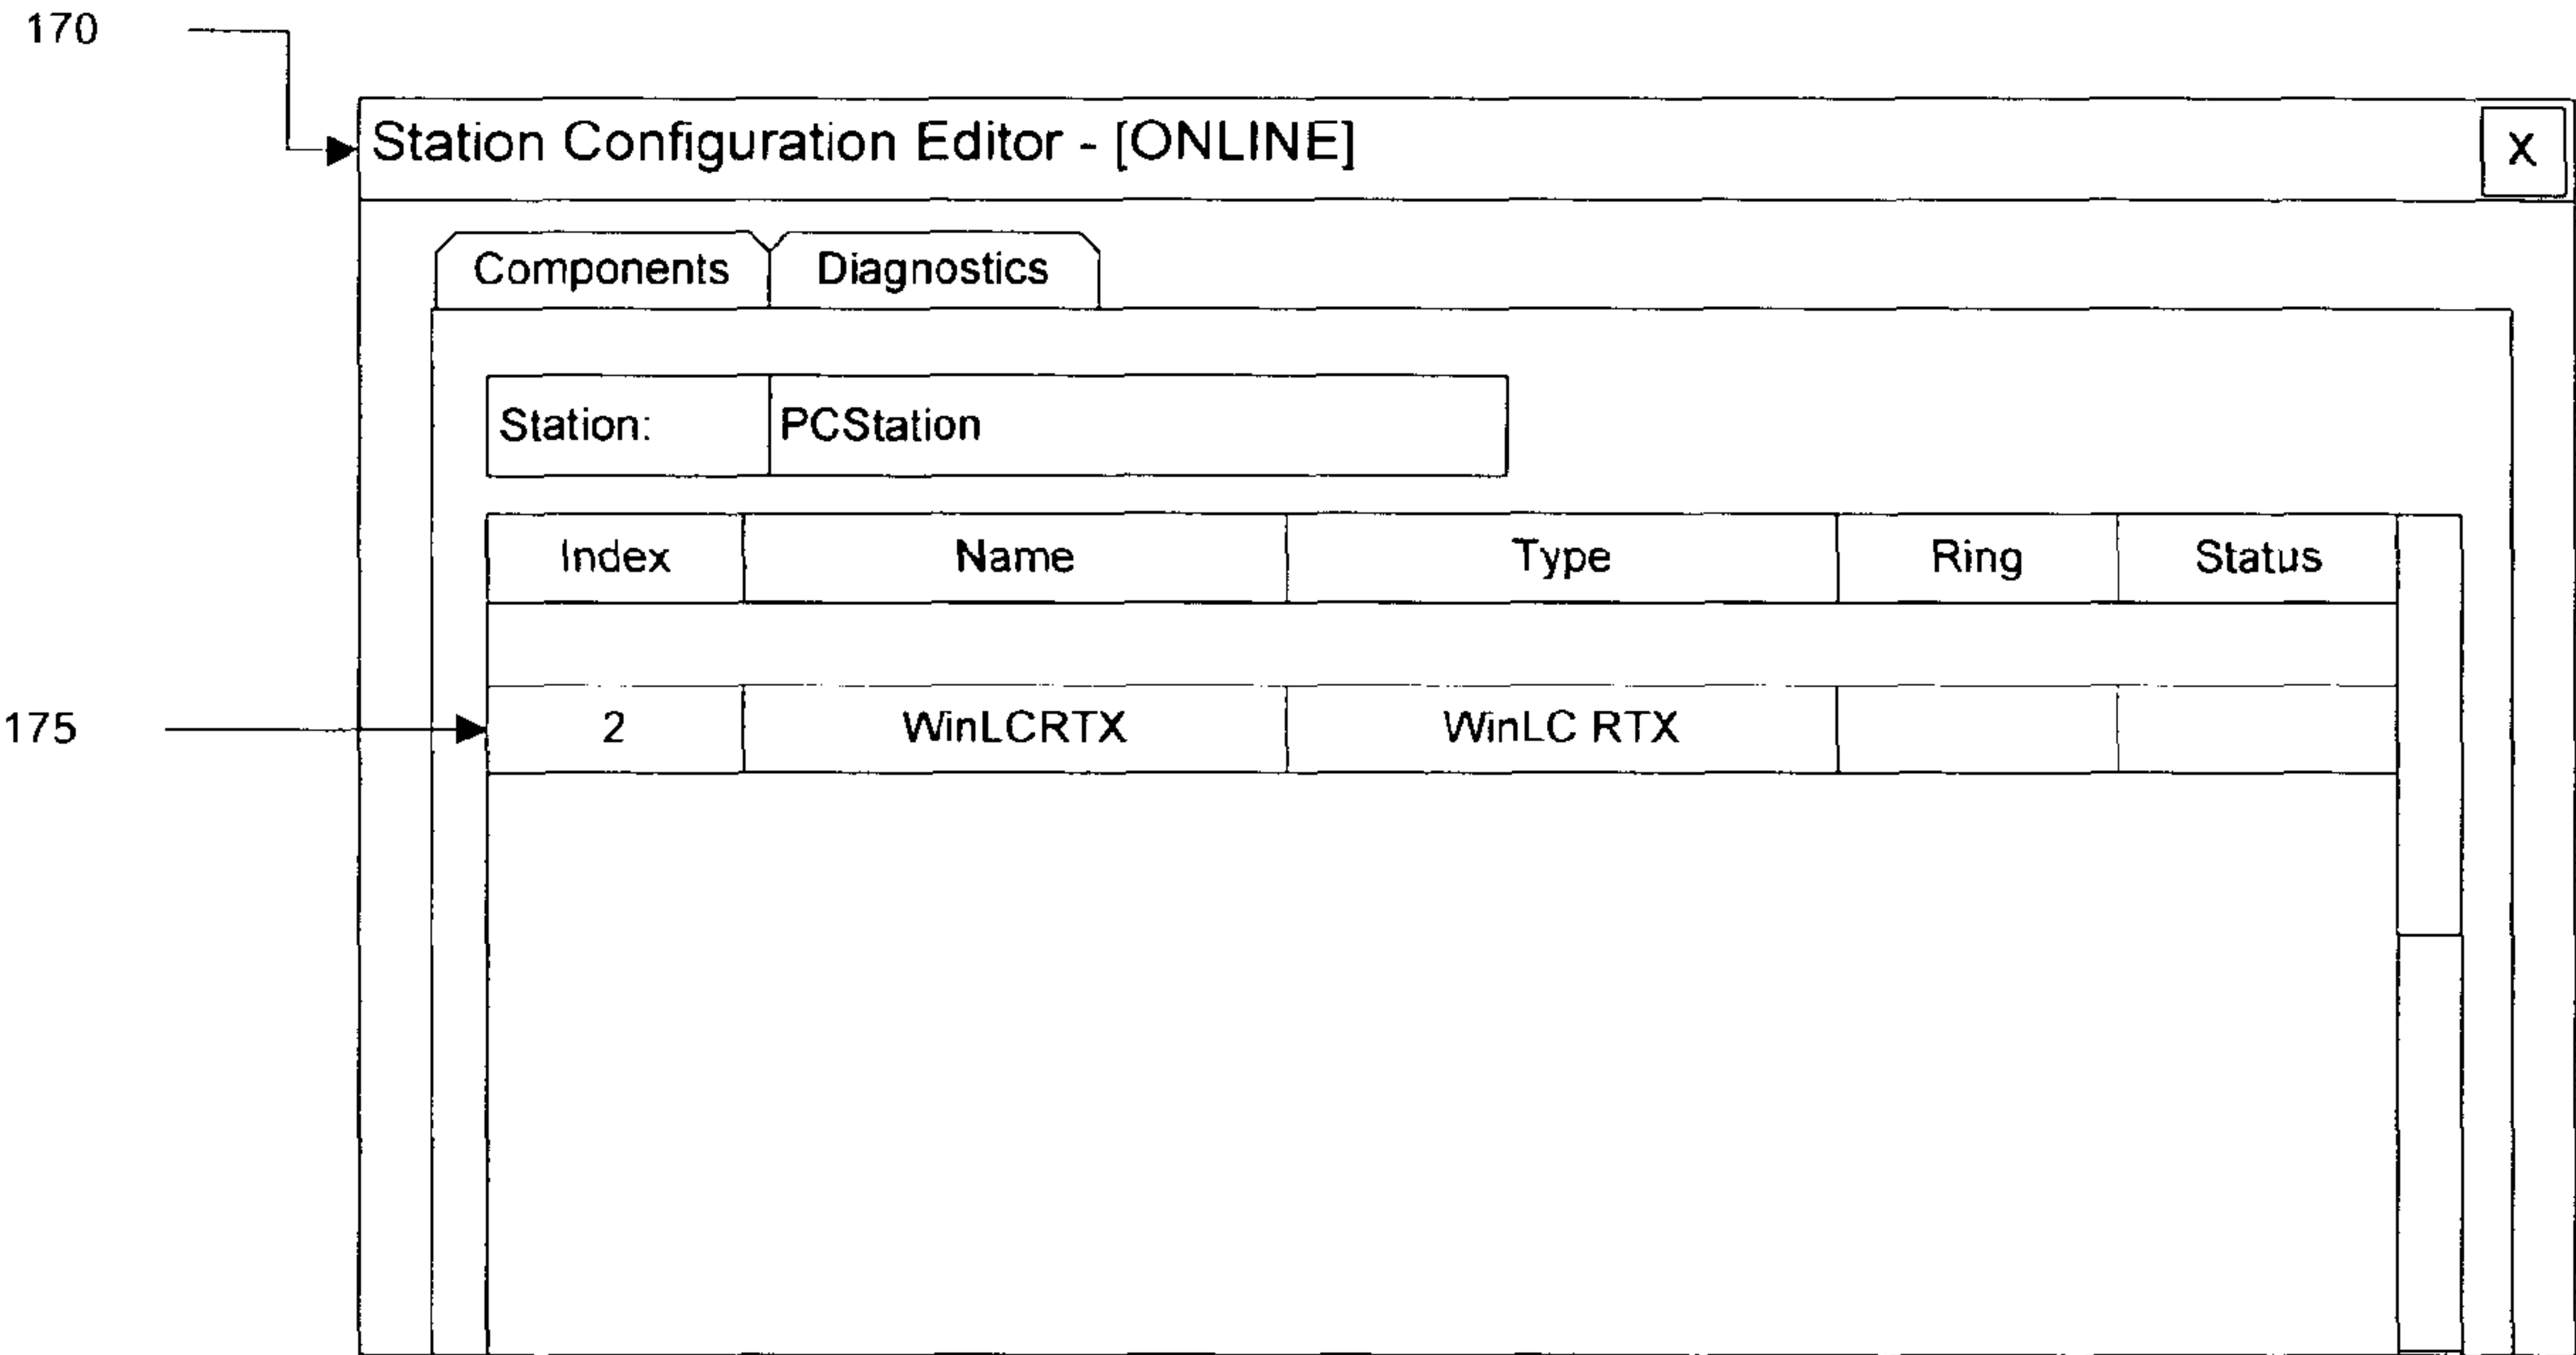 170
Station Configuration Editor - [ONLINE] X
Components Diagnostics
Station: PCStation
Index Name Type Ring Status
175 2 WinLCRTX WinLC RTX